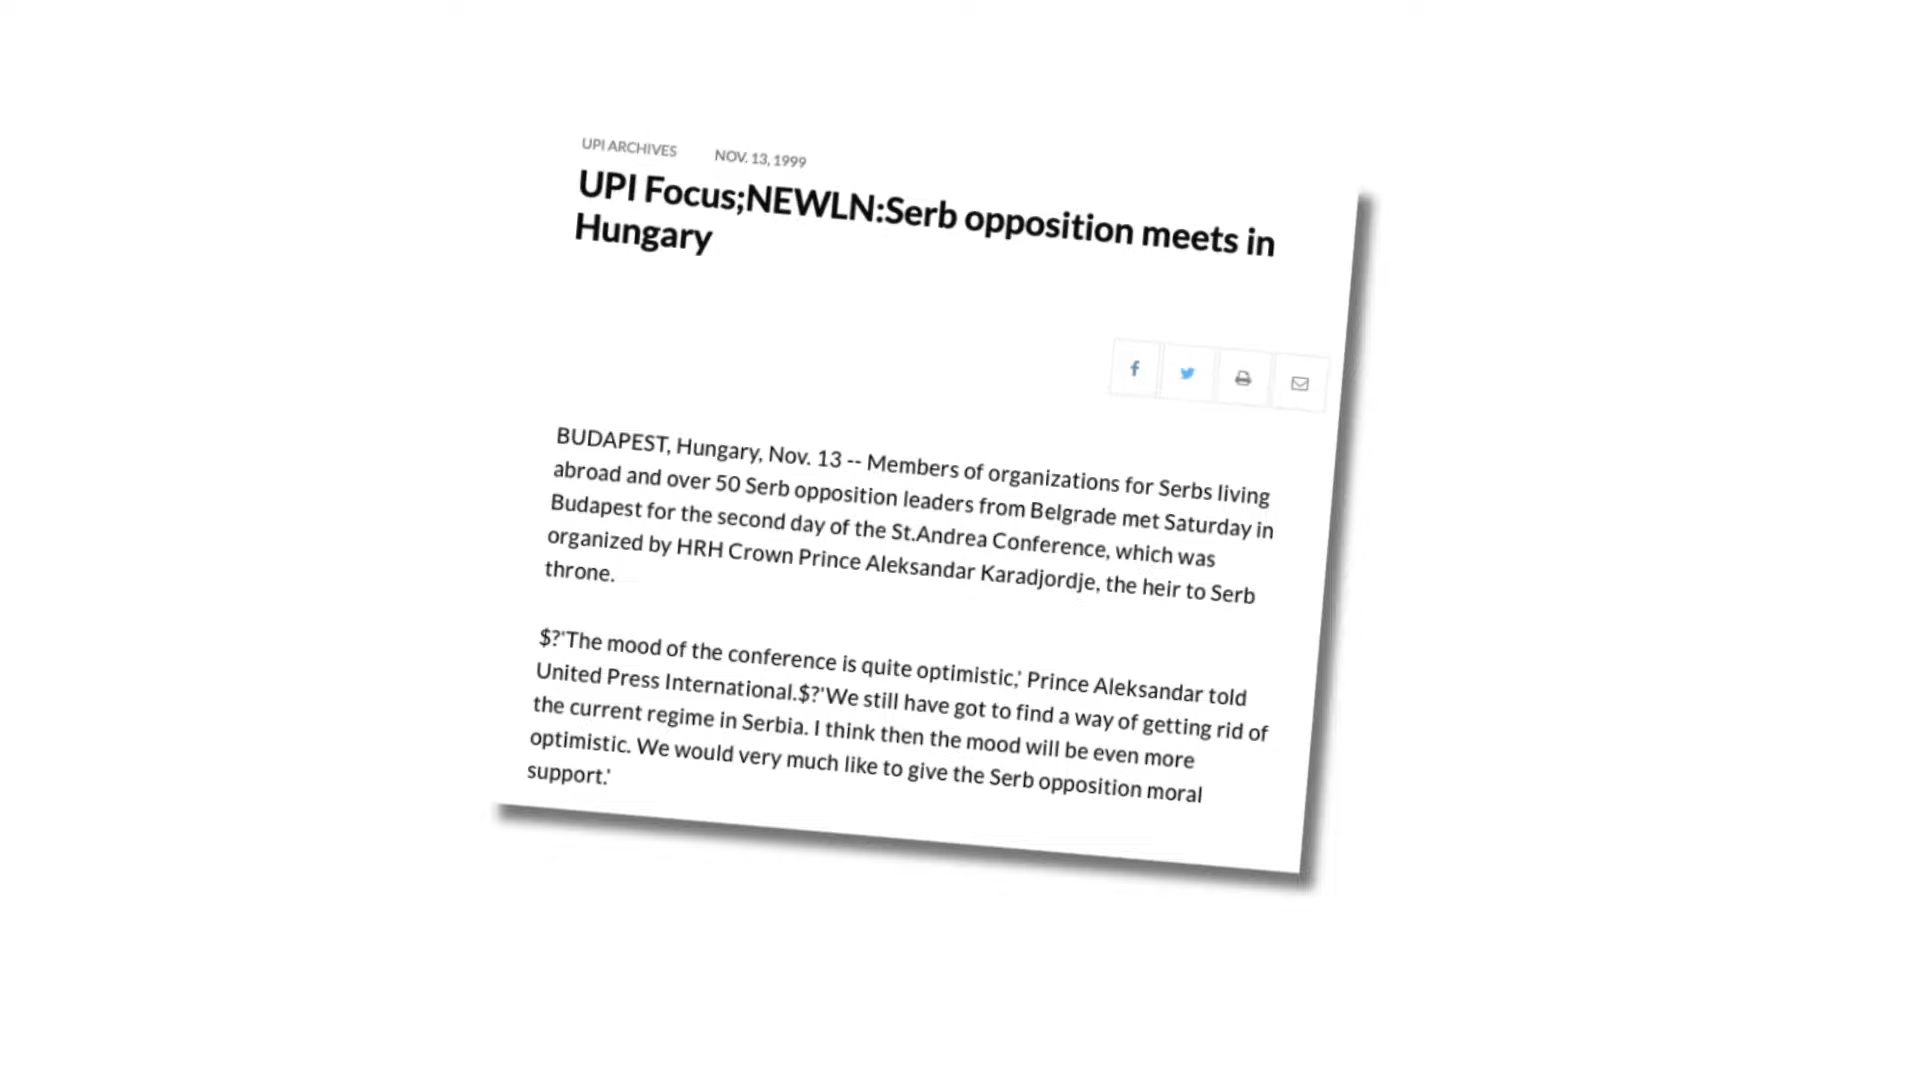 UPI ARCHIVES NOV. 13, 1999
UPI Focus;NEWLN:Serb opposition meets in
Hungary
BUDAPEST, Hungary, Nov. 13 -- Members of organizations for Serbs living
abroad and over 50 Serb opposition leaders from Belgrade met Saturday in
Budapest for the second day of the St.Andrea Conference, which was
organized by HRH Crown Prince Aleksandar Karadjordje, the heir to Serb
throne.
$?'The mood of the conference is quite optimistic,' Prince Aleksandar told
United Press International.$?'We still have got to find a way of getting rid of
the current regime in Serbia. I think then the mood will be even more
optimistic. We would very much like to give the Serb opposition moral
support.'